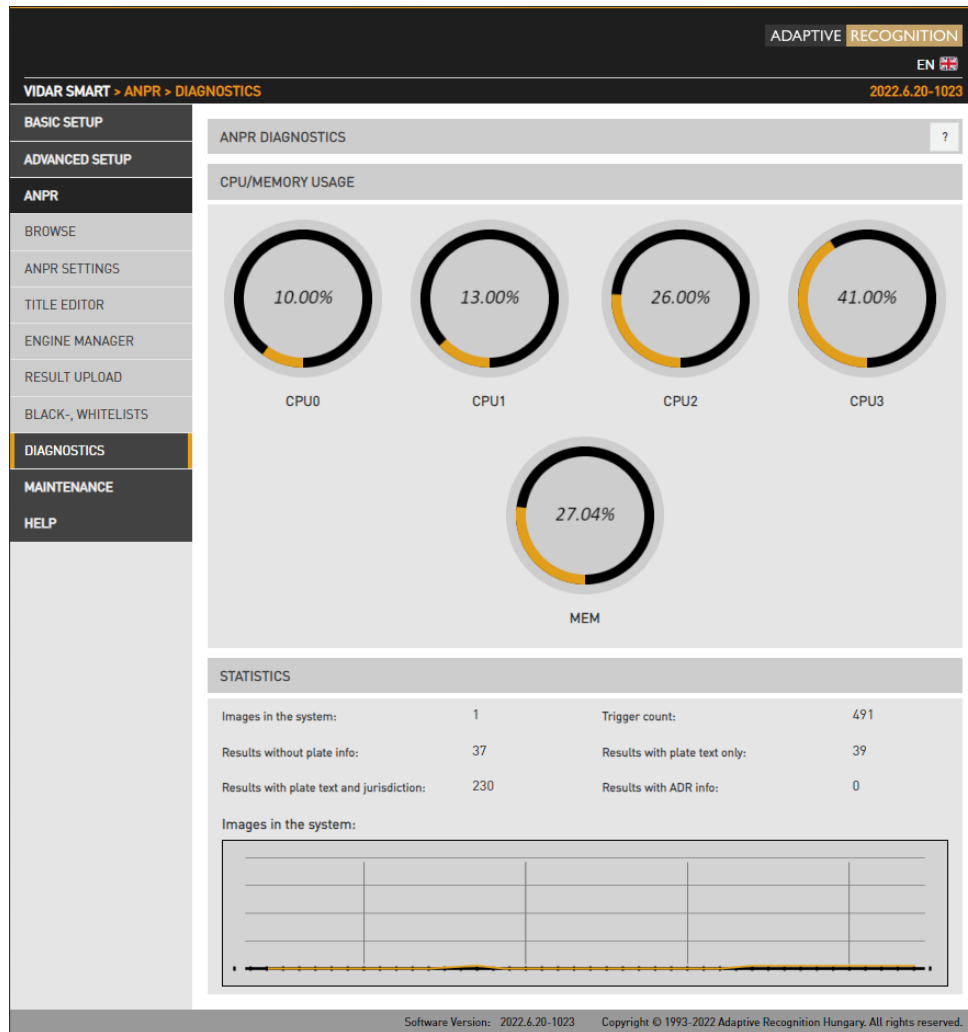 ADAPTIVE RECOGNITION
EN
VIDAR SMART > ANPR > DIAGNOSTICS 2022.6.20-1023
BASIC SETUP
ADVANCED SETUP
ANPR
BROWSE
ANPR SETTINGS
TITLE EDITOR
ENGINE MANAGER
RESULT UPLOAD
BLACK-, WHITELISTS
DIAGNOSTICS
MAINTENANCE
HELP
ANPR DIAGNOSTICS ?
CPU/MEMORY USAGE
10.00% 13.00% 26.00% 41.00%
CPU0 CPU1 CPU2 CPU3
27.04%
MEM
STATISTICS
Images in the system: 1 Trigger count: 491
Results without plate info: 37 Results with plate text only: 39
Results with plate text and jurisdiction: 230 Results with ADR info: 0
Images in the system:
Software Version: 2022.6.20-1023 Copyright © 1993-2022 Adaptive Recognition Hungary. All rights reserved.